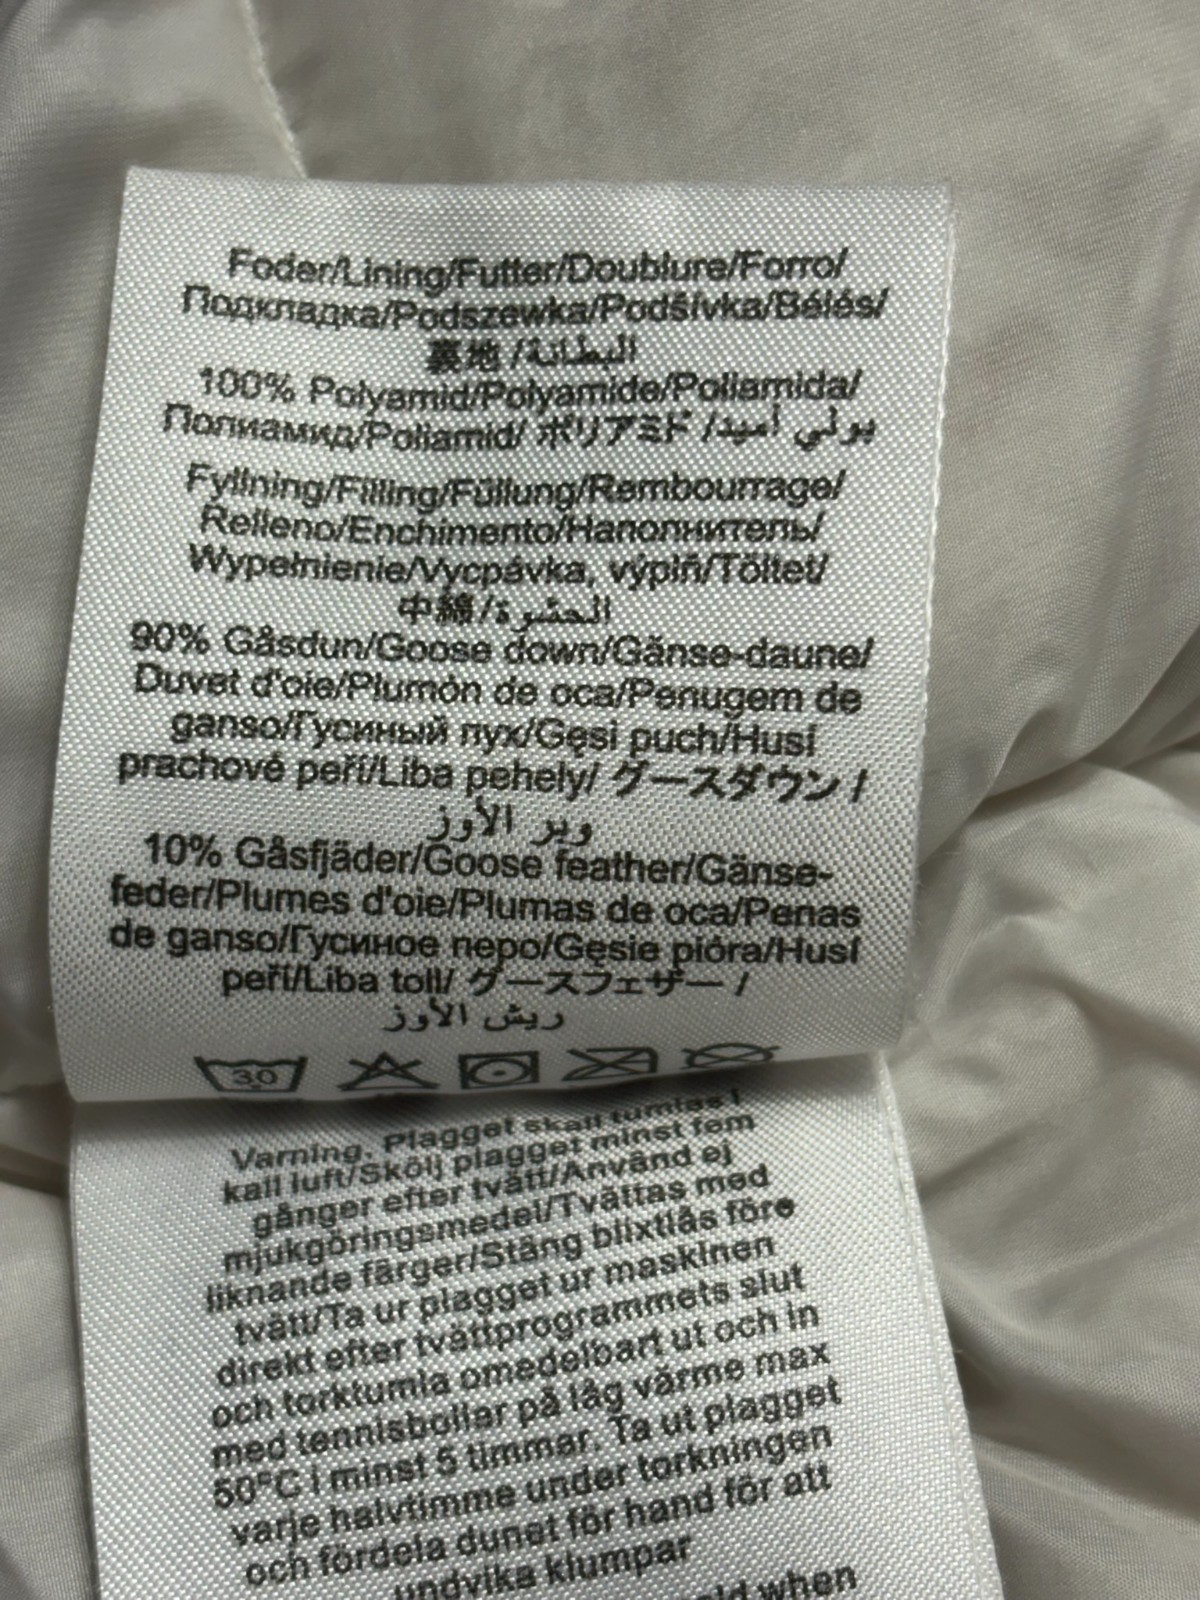 Foder/Lining/Futter/Doublure/Forro/
Подкладка/Podszewka/Podšívka/Bélés/
裏地 /البطانة
100% Polyamid/Polyamide/Poliamida/
Полиамид/Poliamid/ ポリアミド /بولي أميد
Fyllning/Filling/Füllung/Rembourrage/
Relleno/Enchimento/Наполнитель/
Wypełnienie/Vycpávka, výplň/Töltet/
中綿/الحشوة
90% Gåsdun/Goose down/Gänse-daune/
Duvet d'oie/Plumón de oca/Penugem de
ganso/Гусиный пух/Gęsi puch/Husí
prachové peří/Liba pehely/ グースダウン /
وبر الأوز
10% Gåsfjäder/Goose feather/Gänse-
feder/Plumes d'oie/Plumas de oca/Penas
de ganso/Гусиное перо/Gęsie pióra/Husí
peří/Liba toll/ グースフェザー /
ريش الأوز
30
Varning. Plagget skall tumlas i
kall luft/Skölj plagget minst fem
gånger efter tvätt/Använd ej
mjukgöringsmedel/Tvättas med
liknande färger/Stäng blixtlås före
tvätt/Ta ur plagget ur maskinen
direkt efter tvättprogrammets slut
och torktumla omedelbart ut och in
med tennisbollar på låg värme max
50°C i minst 5 timmar. Ta ut plagget
varje halvtimme under torkningen
och fördela dunet för hand för att
undvika klumpar
when